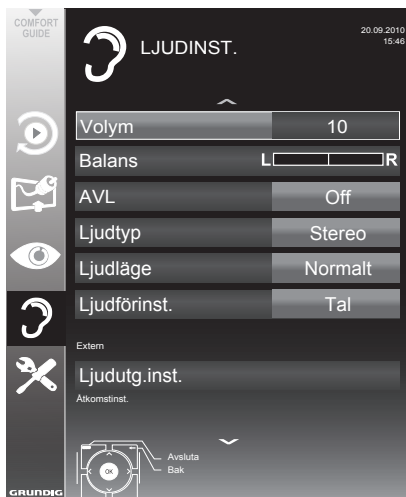 COMFORT
GUIDE
LJUDINST.
20.09.2010
15:46
Volym 10
Balans L R
AVL Off
Ljudtyp Stereo
Ljudläge Normalt
Ljudförinst. Tal
Extern
Ljudutg.inst.
Åtkomstinst.
Avsluta
Bak
OK
GRUNDIG